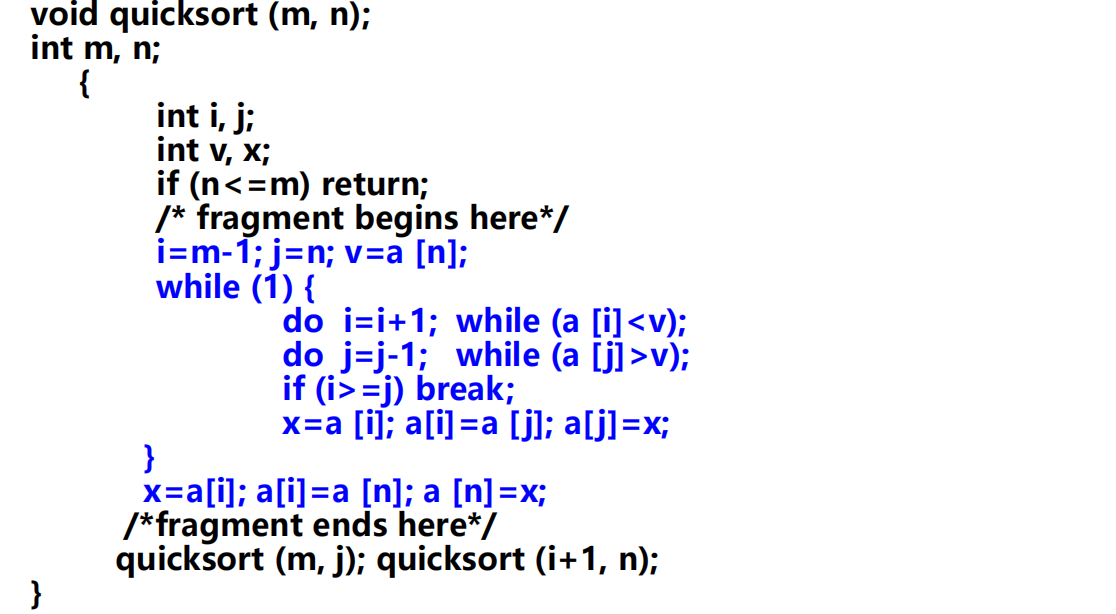 void quicksort (m, n);
int m, n;
{
int i, j;
int v, x;
if (n<=m) return;
/* fragment begins here*/
i=m-1; j=n; v=a [n];
while (1) {
do i=i+1; while (a [i]<v);
do j=j-1; while (a [j]>v);
if (i>=j) break;
x=a [i]; a[i]=a [j]; a[j]=x;
}
x=a[i]; a[i]=a [n]; a [n]=x;
/*fragment ends here*/
quicksort (m, j); quicksort (i+1, n);
}